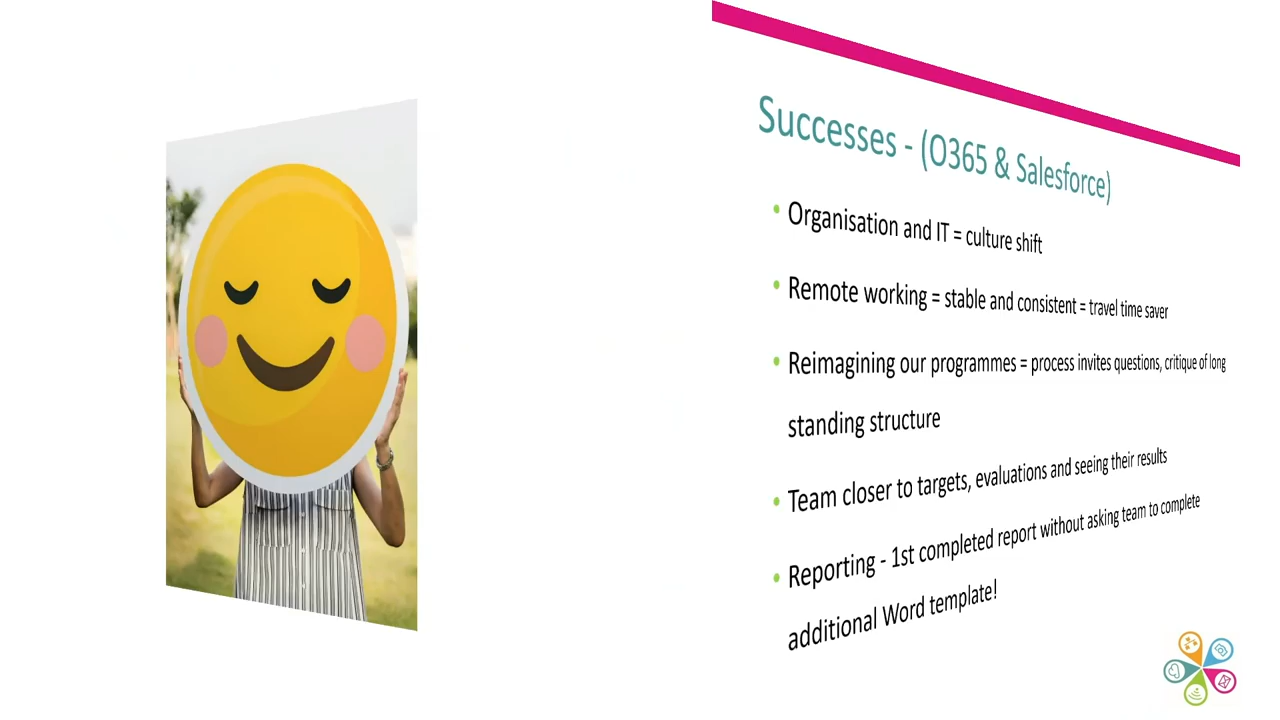 Successes - (O365 & Salesforce)
• Organisation and IT = culture shift
• Remote working = stable and consistent = travel time saver
• Reimagining our programmes = process invites questions, critique of long
standing structure
• Team closer to targets, evaluations and seeing their results
• Reporting - 1st completed report without asking team to complete
additional Word template!